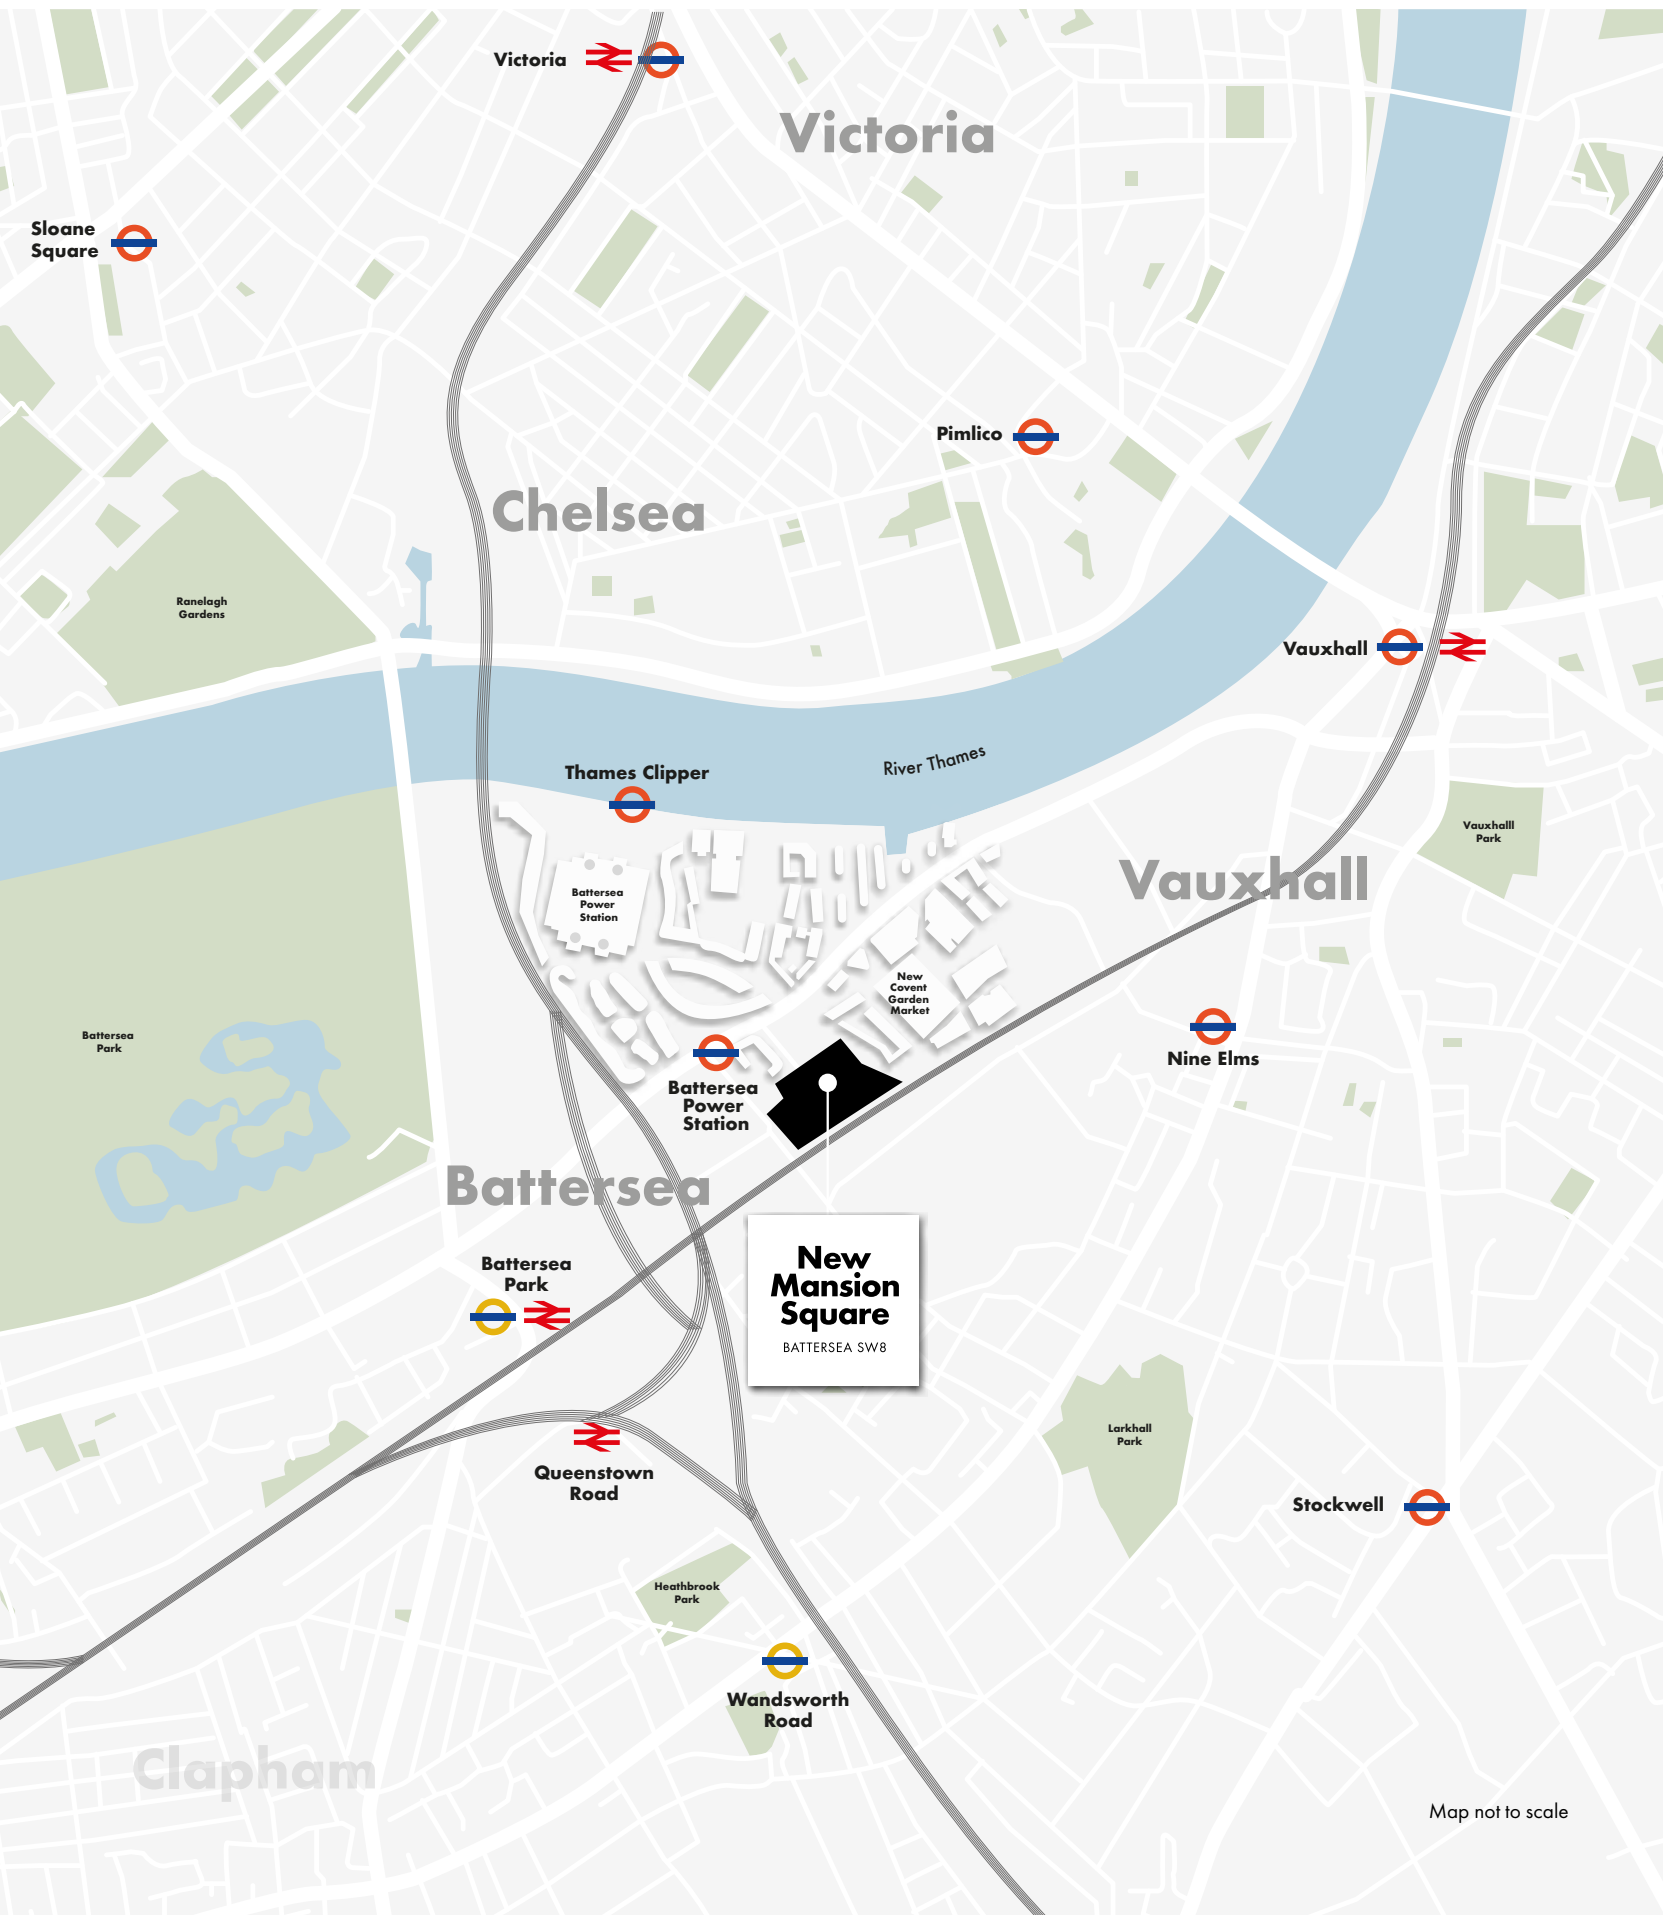 Victoria
Victoria
Sloane
Square
Pimlico
Chelsea
Ranelagh
Gardens
Vauxhall
River Thames
Thames Clipper
Vauxhalll
Park
Vauxhall
Battersea
Power
Station
New
Covent
Garden
Market
Battersea
Park
Nine Elms
Battersea
Power
Station
Battersea
Battersea
Park
New
Mansion
Square
BATTERSEA SW8
Larkhall
Park
Queenstown
Road
Stockwell
Heathbrook
Park
Wandsworth
Road
Clapham
Map not to scale